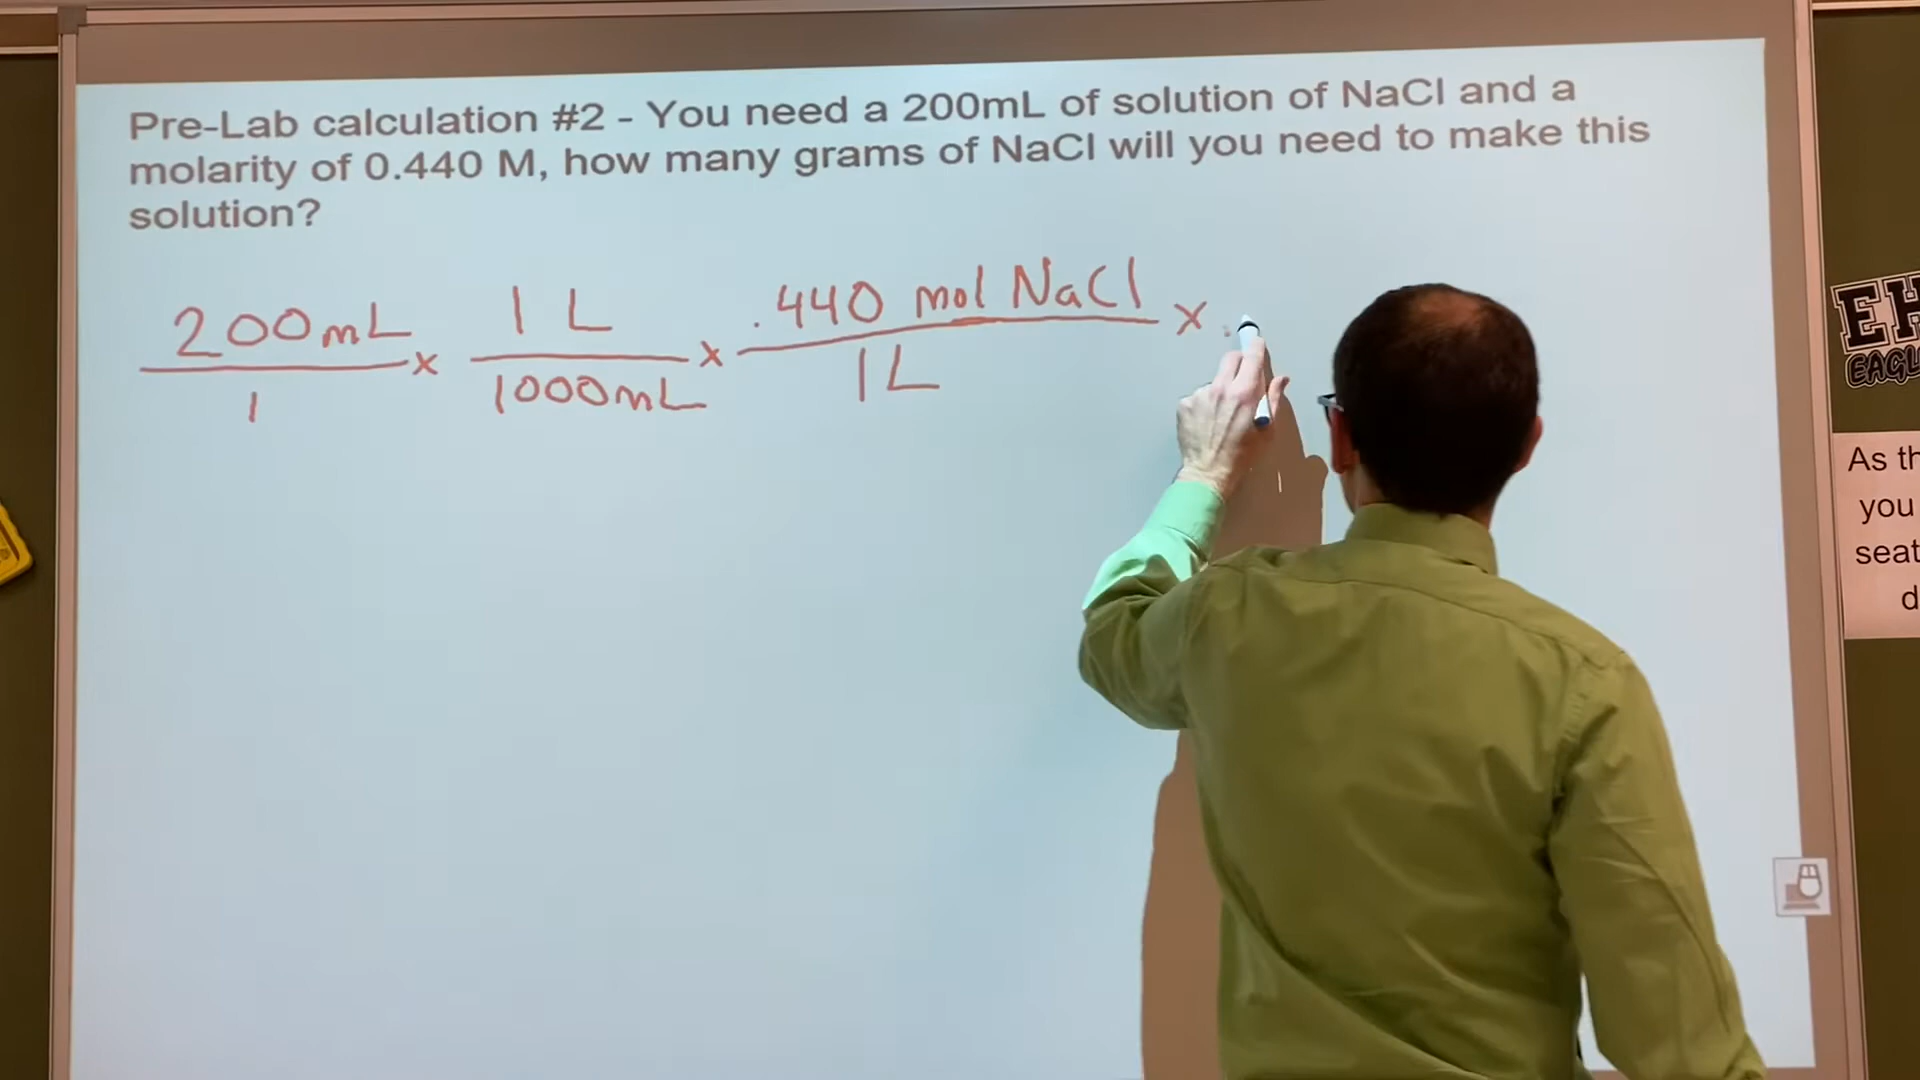 Pre-Lab calculation #2 - You need a 200mL of solution of NaCl and a
molarity of 0.440 M, how many grams of NaCl will you need to make this
solution?
200mL x 1 L x .440 mol NaCl x
1 1000mL 1L
EAGL
As th
you
seat
d